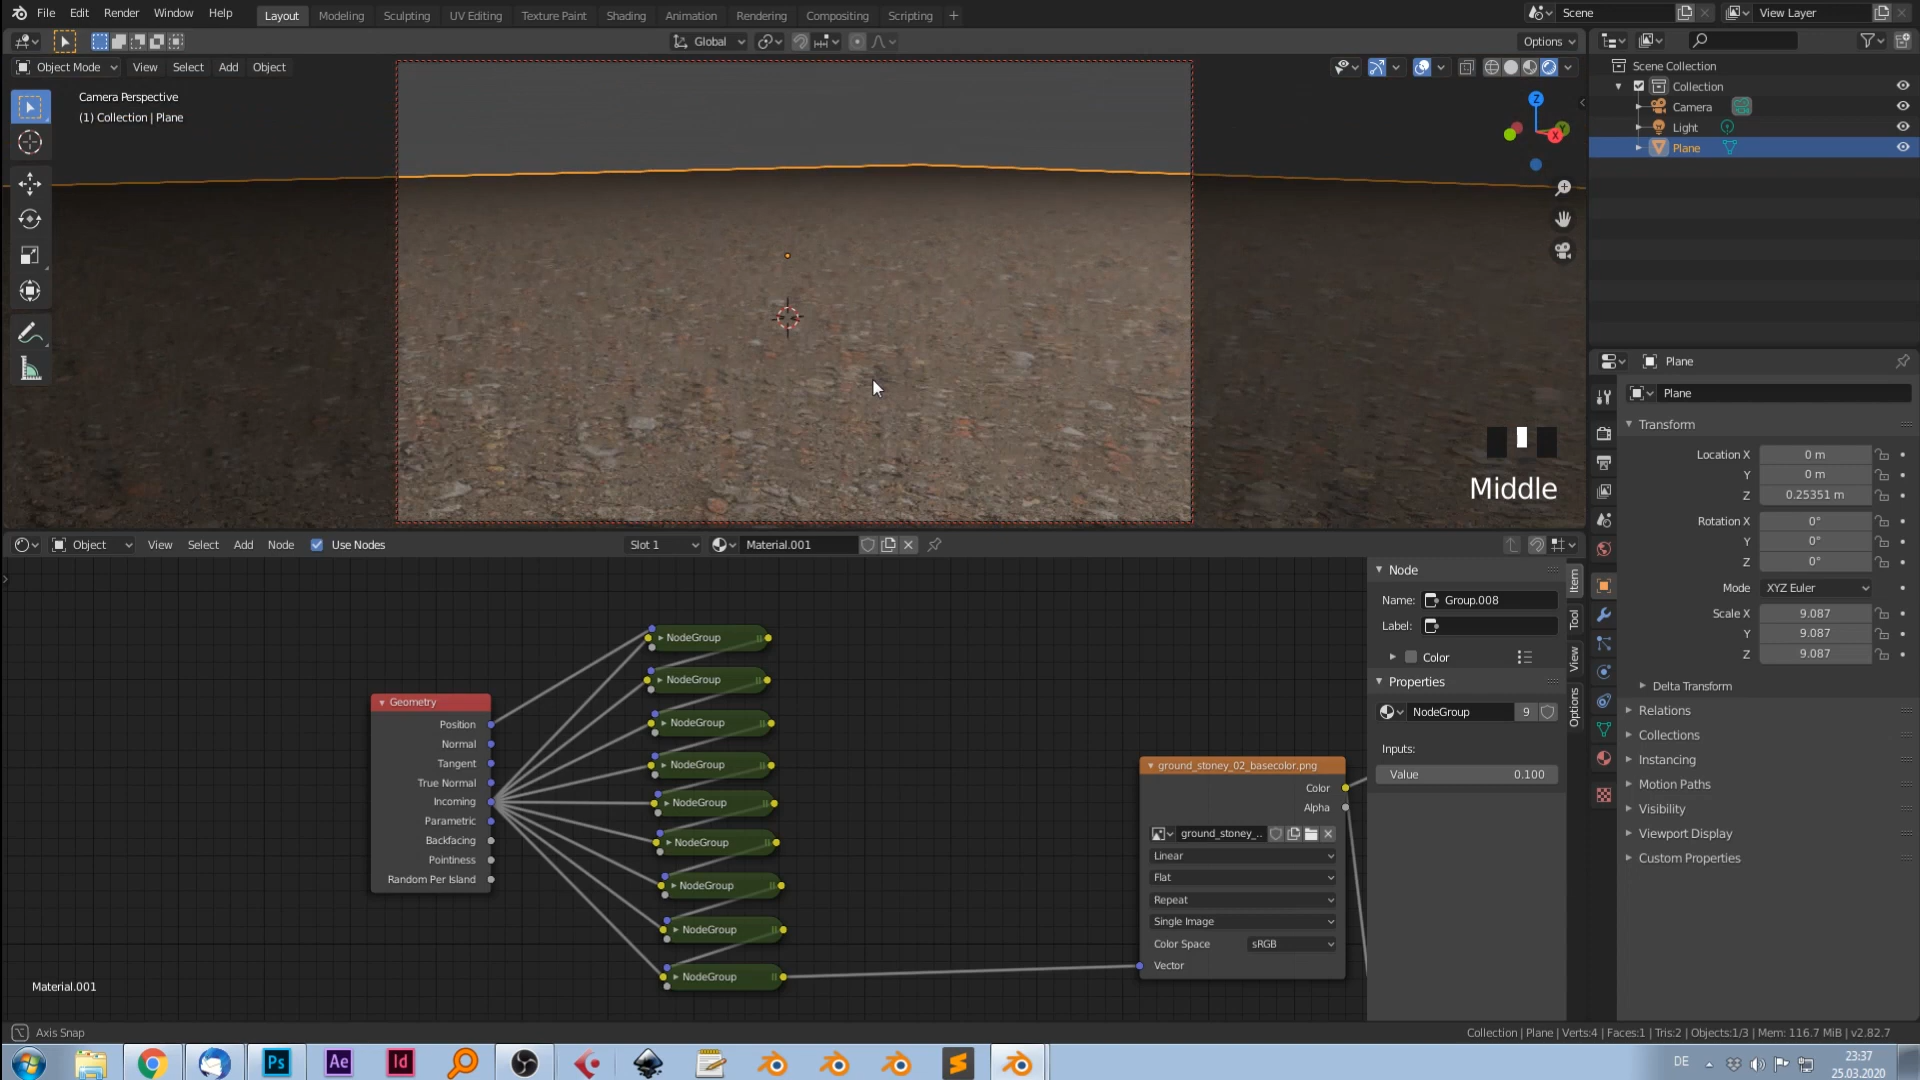 File Edit Render Window Help Layout Modeling Sculpting UV Editing Texture Paint Shading Animation Rendering Compositing Scripting + Scene View Layer
Global Options
Object Mode View Select Add Object
Camera Perspective
(1) Collection | Plane
Z
X
Y
Middle
Scene Collection
Collection
Camera
Light
Plane
Plane
Plane
Transform
Location X 0 m
Y 0 m
Z 0.25351 m
Rotation X 0°
Y 0°
Z 0°
Mode XYZ Euler
Scale X 9.087
Y 9.087
Z 9.087
Delta Transform
Relations
Collections
Instancing
Motion Paths
Visibility
Viewport Display
Custom Properties
Object View Select Add Node Use Nodes Slot 1 Material.001
Geometry
Position
Normal
Tangent
True Normal
Incoming
Parametric
Backfacing
Pointiness
Random Per Island
NodeGroup
NodeGroup
NodeGroup
NodeGroup
NodeGroup
NodeGroup
NodeGroup
NodeGroup
NodeGroup
ground_stoney_02_basecolor.png
Color
Alpha
ground_stoney_..
Linear
Flat
Repeat
Single Image
Color Space sRGB
Vector
Node
Name: Group.008
Label:
Color
Properties
NodeGroup 9
Inputs:
Value 0.100
Item
Tool
View
Options
Material.001
Axis Snap
Collection | Plane | Verts:4 | Faces:1 | Tris:2 | Objects:1/3 | Mem: 116.7 MiB | v2.82.7
Ps Ae Id DE 23:37
25.03.2020